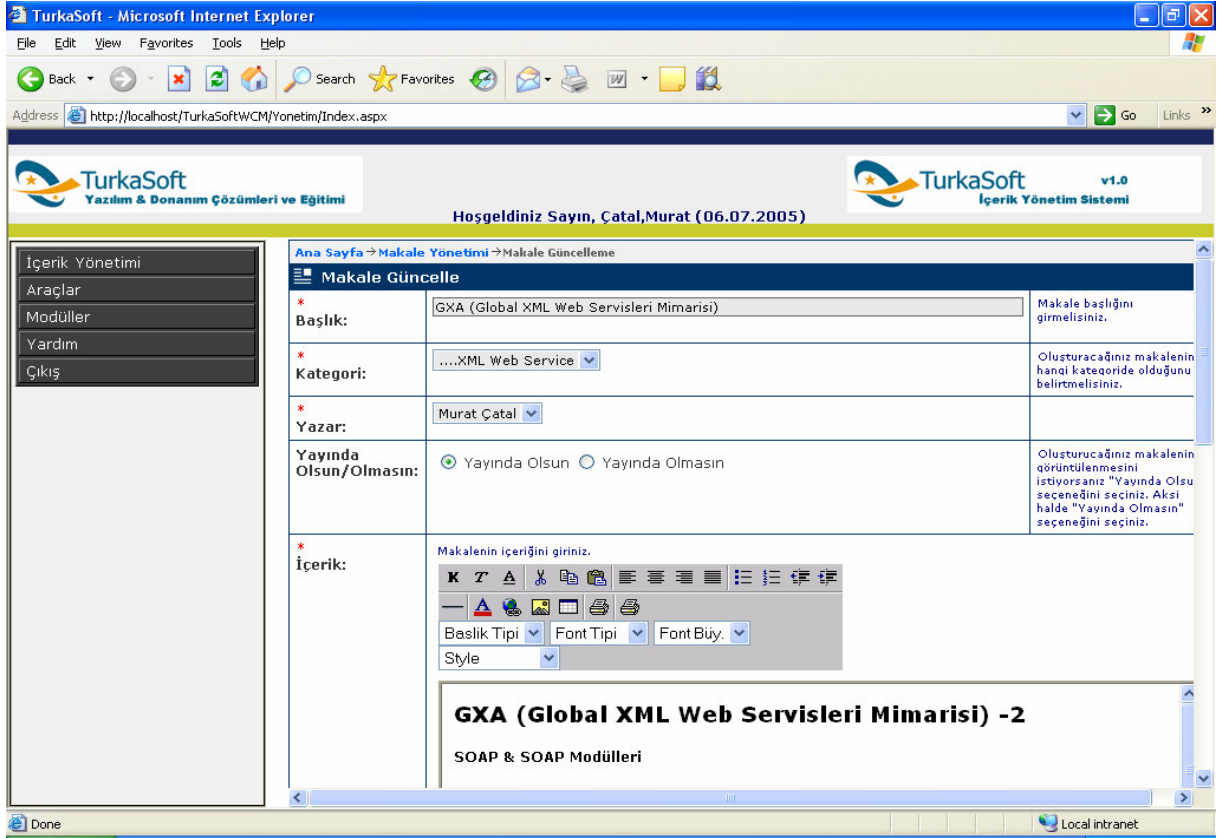 TurkaSoft - Microsoft Internet Explorer
File Edit View Favorites Tools Help
Back Search Favorites
Address http://localhost/TurkaSoftWCM/Yonetim/Index.aspx Go Links »
TurkaSoft
Yazılım & Donanım Çözümleri ve Eğitimi
TurkaSoft v1.0
İçerik Yönetim Sistemi
Hoşgeldiniz Sayın, Çatal,Murat (06.07.2005)
İçerik Yönetimi
Araçlar
Modüller
Yardım
Çıkış
Ana Sayfa→Makale Yönetimi→Makale Güncelleme
Makale Güncelle
*
Başlık:
GXA (Global XML Web Servisleri Mimarisi)
Makale başlığını
girmelisiniz.
*
Kategori:
....XML Web Service
Oluşturacağınız makalenin
hangi kategoride olduğunu
belirtmelisiniz.
*
Yazar:
Murat Çatal
Yayında
Olsun/Olmasın:
Yayında Olsun Yayında Olmasın
Oluşturucağınız makalenin
görüntülenmesini
istiyorsanız "Yayında Olsu
seçeneğini seçiniz. Aksi
halde "Yayında Olmasın"
seçeneğini seçiniz.
*
İçerik:
Makalenin içeriğini giriniz.
K T A
A
Baslik Tipi Font Tipi Font Büy.
Style
GXA (Global XML Web Servisleri Mimarisi) -2
SOAP & SOAP Modülleri
Done Local intranet